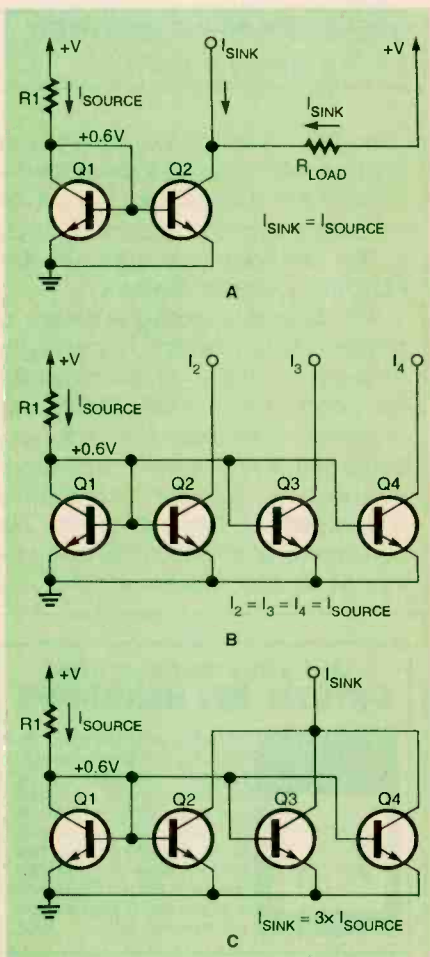 +V
I_SINK
+V
R1
I_SOURCE
I_SINK
+0.6V
Q1
Q2
R_LOAD
I_SINK = I_SOURCE
A
+V
I_2
I_3
I_4
R1
I_SOURCE
+0.6V
Q1
Q2
Q3
Q4
I_2 = I_3 = I_4 = I_SOURCE
B
+V
I_SINK
R1
I_SOURCE
+0.6V
Q1
Q2
Q3
Q4
I_SINK = 3x I_SOURCE
C